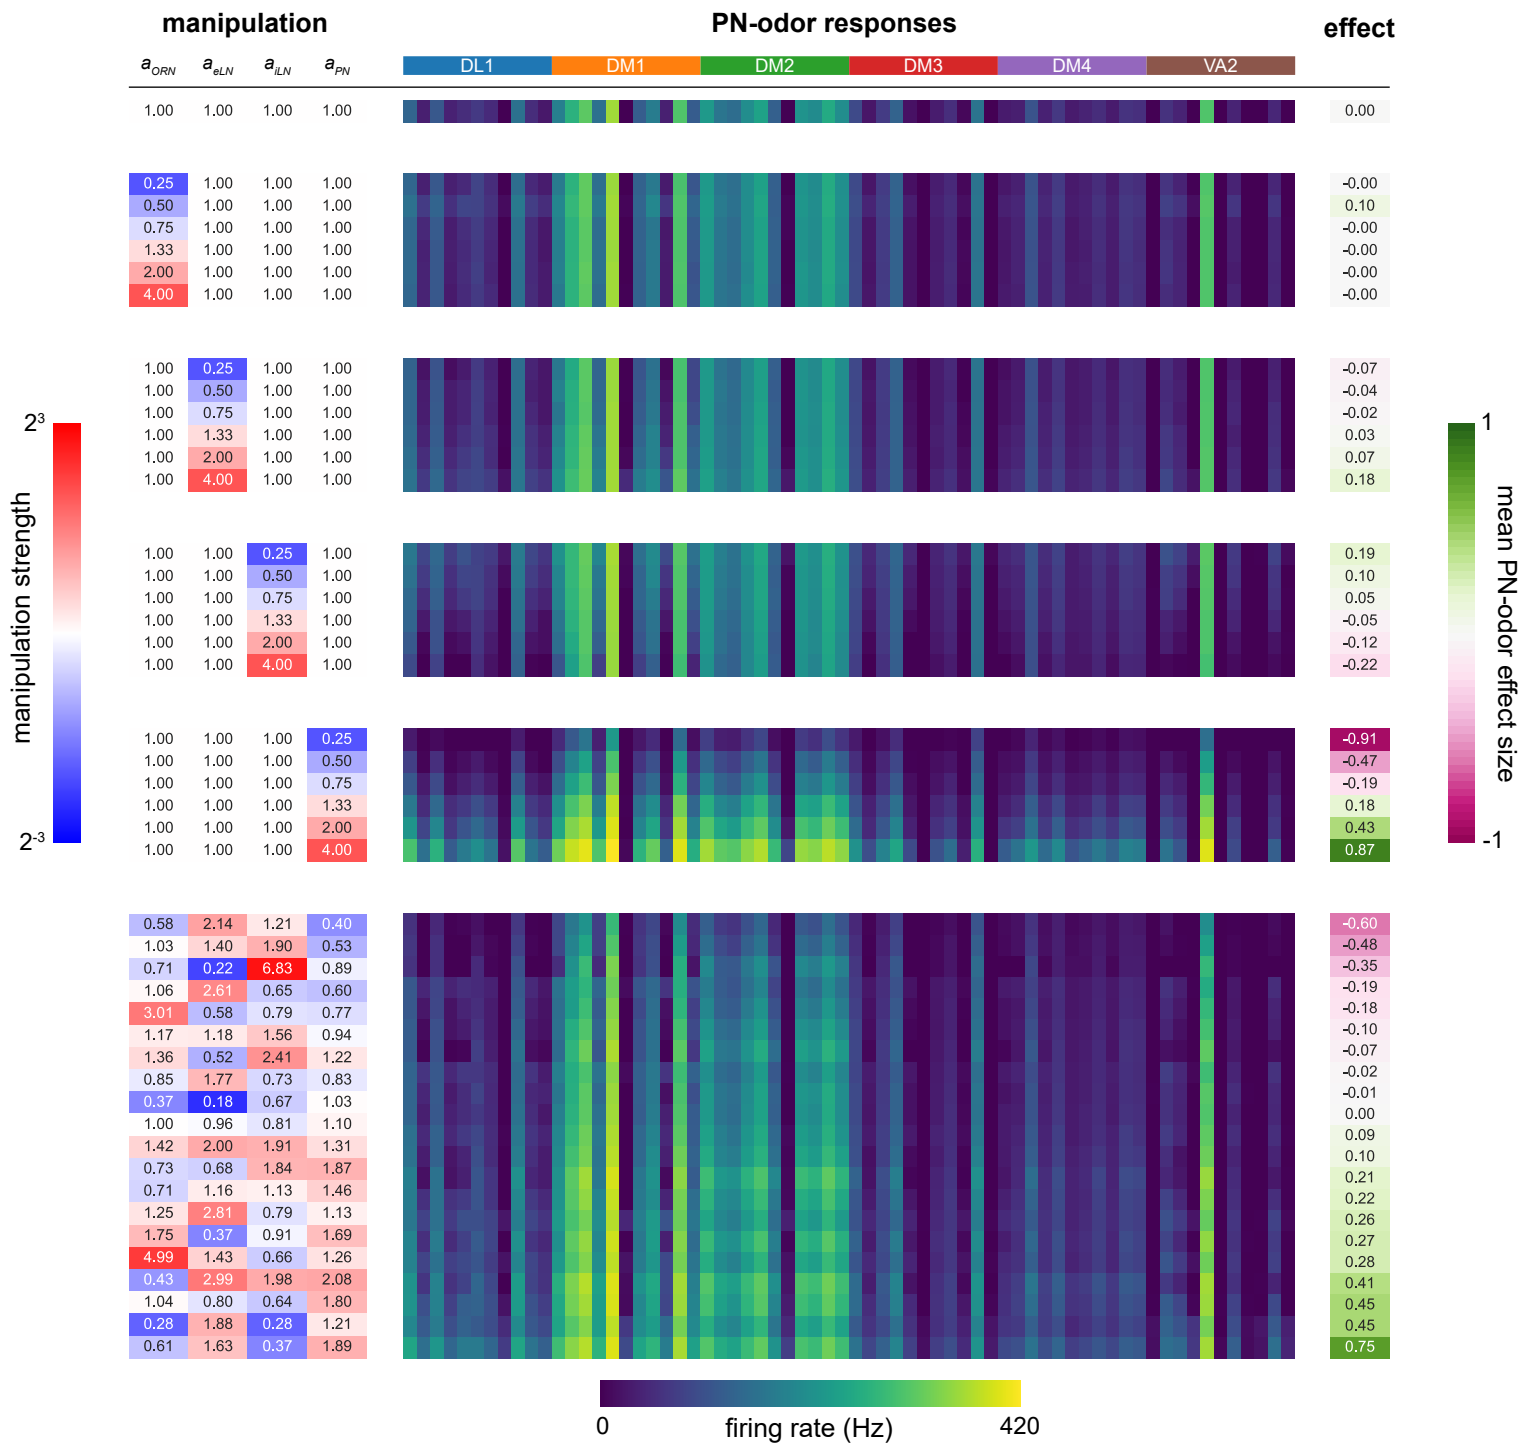 manipulation PN-odor responses effect
a_ORN a_eLN a_iLN a_PN DL1 DM1 DM2 DM3 DM4 VA2
1.00 1.00 1.00 1.00 0.00
0.25 1.00 1.00 1.00 -0.00
0.50 1.00 1.00 1.00 0.10
0.75 1.00 1.00 1.00 -0.00
1.33 1.00 1.00 1.00 -0.00
2.00 1.00 1.00 1.00 -0.00
4.00 1.00 1.00 1.00 -0.00
1.00 0.25 1.00 1.00 -0.07
1.00 0.50 1.00 1.00 -0.04
1.00 0.75 1.00 1.00 -0.02
1.00 1.33 1.00 1.00 0.03
1.00 2.00 1.00 1.00 0.07
1.00 4.00 1.00 1.00 0.18
1.00 1.00 0.25 1.00 0.19
1.00 1.00 0.50 1.00 0.10
1.00 1.00 0.75 1.00 0.05
1.00 1.00 1.33 1.00 -0.05
1.00 1.00 2.00 1.00 -0.12
1.00 1.00 4.00 1.00 -0.22
1.00 1.00 1.00 0.25 -0.91
1.00 1.00 1.00 0.50 -0.47
1.00 1.00 1.00 0.75 -0.19
1.00 1.00 1.00 1.33 0.18
1.00 1.00 1.00 2.00 0.43
1.00 1.00 1.00 4.00 0.87
0.58 2.14 1.21 0.40 -0.60
1.03 1.40 1.90 0.53 -0.48
0.71 0.22 6.83 0.89 -0.35
1.06 2.61 0.65 0.60 -0.19
3.01 0.58 0.79 0.77 -0.18
1.17 1.18 1.56 0.94 -0.10
1.36 0.52 2.41 1.22 -0.07
0.85 1.77 0.73 0.83 -0.02
0.37 0.18 0.67 1.03 -0.01
1.00 0.96 0.81 1.10 0.00
1.42 2.00 1.91 1.31 0.09
0.73 0.68 1.84 1.87 0.10
0.71 1.16 1.13 1.46 0.21
1.25 2.81 0.79 1.13 0.22
1.75 0.37 0.91 1.69 0.26
4.99 1.43 0.66 1.26 0.27
0.43 2.99 1.98 2.08 0.28
1.04 0.80 0.64 1.80 0.41
0.28 1.88 0.28 1.21 0.45
0.61 1.63 0.37 1.89 0.45
0.75
2³
manipulation strength
2⁻³
1
mean PN-odor effect size
-1
0 firing rate (Hz) 420